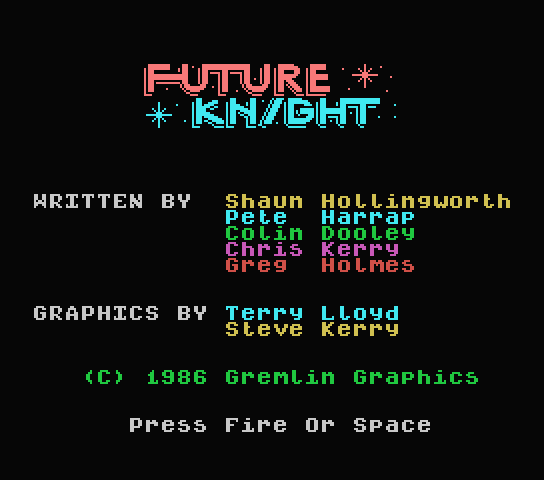 FUTURE
KNIGHT
WRITTEN BY Shaun Hollingworth
Pete Harrap
Colin Dooley
Chris Kerry
Greg Holmes
GRAPHICS BY Terry Lloyd
Steve Kerry
(C) 1986 Gremlin Graphics
Press Fire Or Space